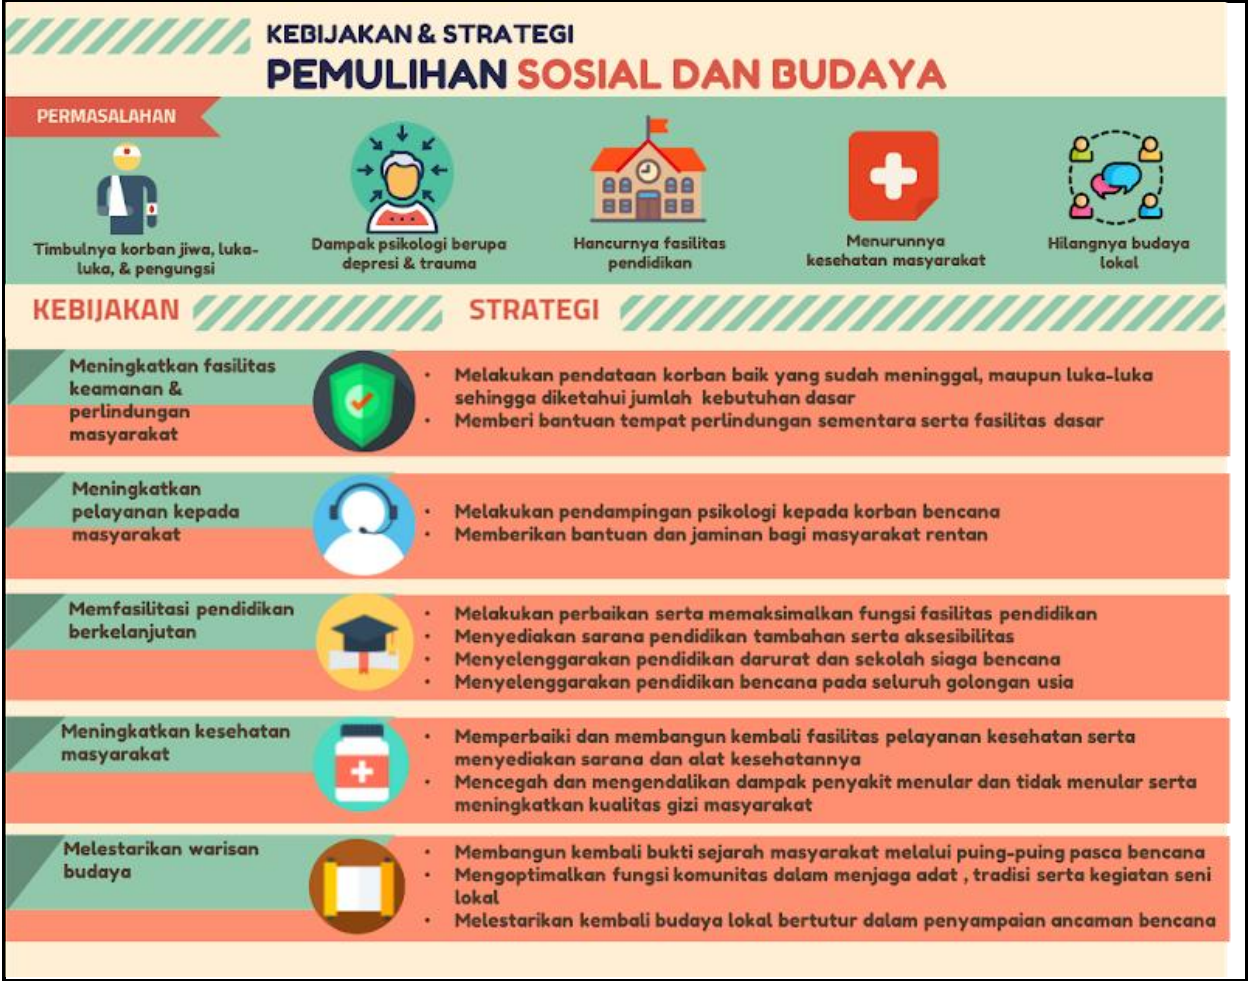 KEBIJAKAN & STRATEGI
PEMULIHAN SOSIAL DAN BUDAYA
PERMASALAHAN
Timbulnya korban jiwa, luka-
luka, & pengungsi
Dampak psikologi berupa
depresi & trauma
Hancurnya fasilitas
pendidikan
Menurunnya
kesehatan masyarakat
Hilangnya budaya
lokal
KEBIJAKAN
STRATEGI
Meningkatkan fasilitas
keamanan &
perlindungan
masyarakat
• Melakukan pendataan korban baik yang sudah meninggal, maupun luka-luka
sehingga diketahui jumlah kebutuhan dasar
• Memberi bantuan tempat perlindungan sementara serta fasilitas dasar
Meningkatkan
pelayanan kepada
masyarakat
• Melakukan pendampingan psikologi kepada korban bencana
• Memberikan bantuan dan jaminan bagi masyarakat rentan
Memfasilitasi pendidikan
berkelanjutan
• Melakukan perbaikan serta memaksimalkan fungsi fasilitas pendidikan
• Menyediakan sarana pendidikan tambahan serta aksesibilitas
• Menyelenggarakan pendidikan darurat dan sekolah siaga bencana
• Menyelenggarakan pendidikan bencana pada seluruh golongan usia
Meningkatkan kesehatan
masyarakat
• Memperbaiki dan membangun kembali fasilitas pelayanan kesehatan serta
menyediakan sarana dan alat kesehatannya
• Mencegah dan mengendalikan dampak penyakit menular dan tidak menular serta
meningkatkan kualitas gizi masyarakat
Melestarikan warisan
budaya
• Membangun kembali bukti sejarah masyarakat melalui puing-puing pasca bencana
• Mengoptimalkan fungsi komunitas dalam menjaga adat , tradisi serta kegiatan seni
lokal
• Melestarikan kembali budaya lokal bertutur dalam penyampaian ancaman bencana